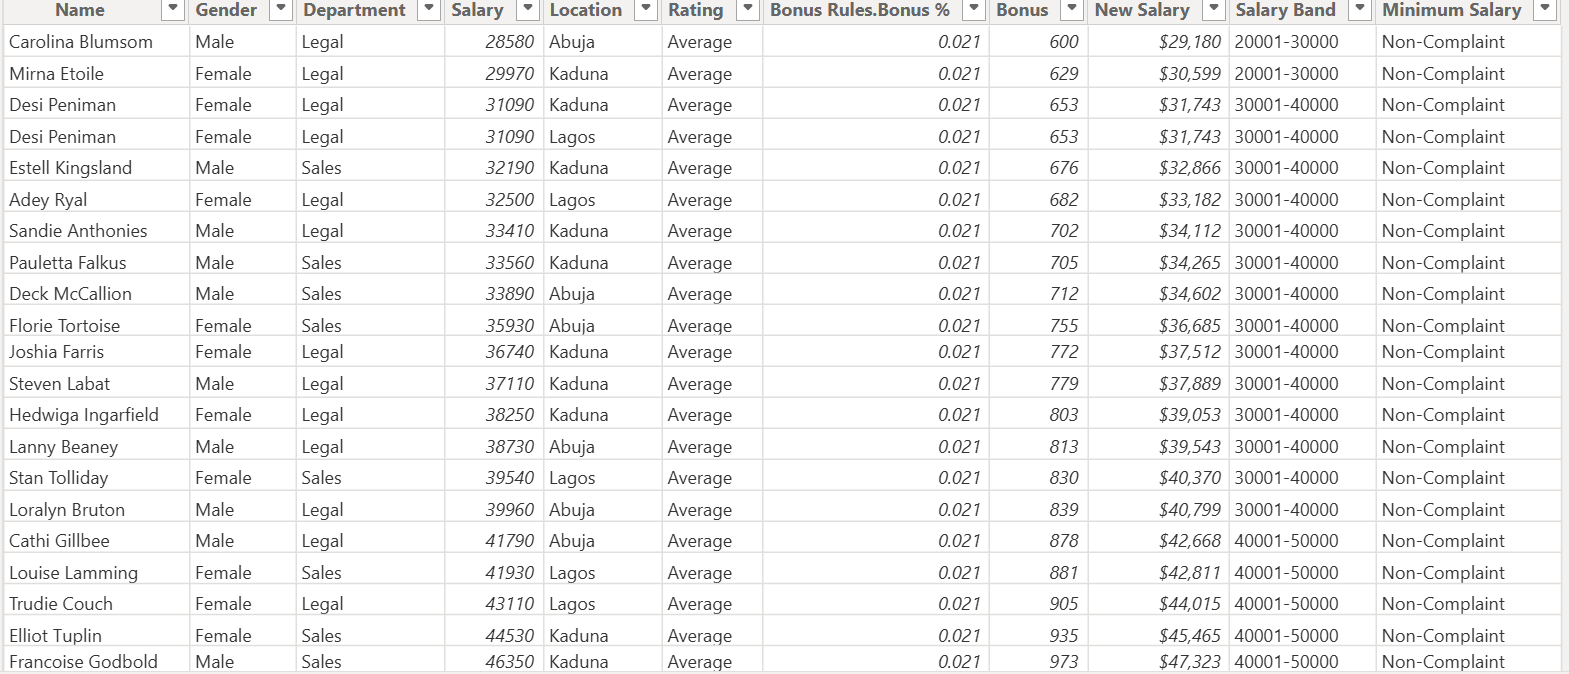 Name Gender Department Salary Location Rating Bonus Rules.Bonus % Bonus New Salary Salary Band Minimum Salary
Carolina Blumsom Male Legal 28580 Abuja Average 0.021 600 $29,180 20001-30000 Non-Complaint
Mirna Etoile Female Legal 29970 Kaduna Average 0.021 629 $30,599 20001-30000 Non-Complaint
Desi Peniman Female Legal 31090 Kaduna Average 0.021 653 $31,743 30001-40000 Non-Complaint
Desi Peniman Female Legal 31090 Lagos Average 0.021 653 $31,743 30001-40000 Non-Complaint
Estell Kingsland Male Sales 32190 Kaduna Average 0.021 676 $32,866 30001-40000 Non-Complaint
Adey Ryal Female Legal 32500 Lagos Average 0.021 682 $33,182 30001-40000 Non-Complaint
Sandie Anthonies Male Legal 33410 Kaduna Average 0.021 702 $34,112 30001-40000 Non-Complaint
Pauletta Falkus Male Sales 33560 Kaduna Average 0.021 705 $34,265 30001-40000 Non-Complaint
Deck McCallion Male Sales 33890 Abuja Average 0.021 712 $34,602 30001-40000 Non-Complaint
Florie Tortoise Female Sales 35930 Abuja Average 0.021 755 $36,685 30001-40000 Non-Complaint
Joshia Farris Female Legal 36740 Kaduna Average 0.021 772 $37,512 30001-40000 Non-Complaint
Steven Labat Male Legal 37110 Kaduna Average 0.021 779 $37,889 30001-40000 Non-Complaint
Hedwiga Ingarfield Female Legal 38250 Kaduna Average 0.021 803 $39,053 30001-40000 Non-Complaint
Lanny Beaney Male Legal 38730 Abuja Average 0.021 813 $39,543 30001-40000 Non-Complaint
Stan Tolliday Female Sales 39540 Lagos Average 0.021 830 $40,370 30001-40000 Non-Complaint
Loralyn Bruton Male Legal 39960 Abuja Average 0.021 839 $40,799 30001-40000 Non-Complaint
Cathi Gillbee Male Legal 41790 Abuja Average 0.021 878 $42,668 40001-50000 Non-Complaint
Louise Lamming Female Sales 41930 Lagos Average 0.021 881 $42,811 40001-50000 Non-Complaint
Trudie Couch Female Legal 43110 Lagos Average 0.021 905 $44,015 40001-50000 Non-Complaint
Elliot Tuplin Female Sales 44530 Kaduna Average 0.021 935 $45,465 40001-50000 Non-Complaint
Francoise Godbold Male Sales 46350 Kaduna Average 0.021 973 $47,323 40001-50000 Non-Complaint